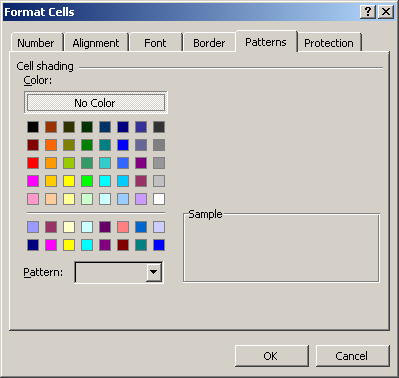 Format Cells
Number Alignment Font Border Patterns Protection
Cell shading
Color:
No Color
Sample
Pattern:
OK Cancel